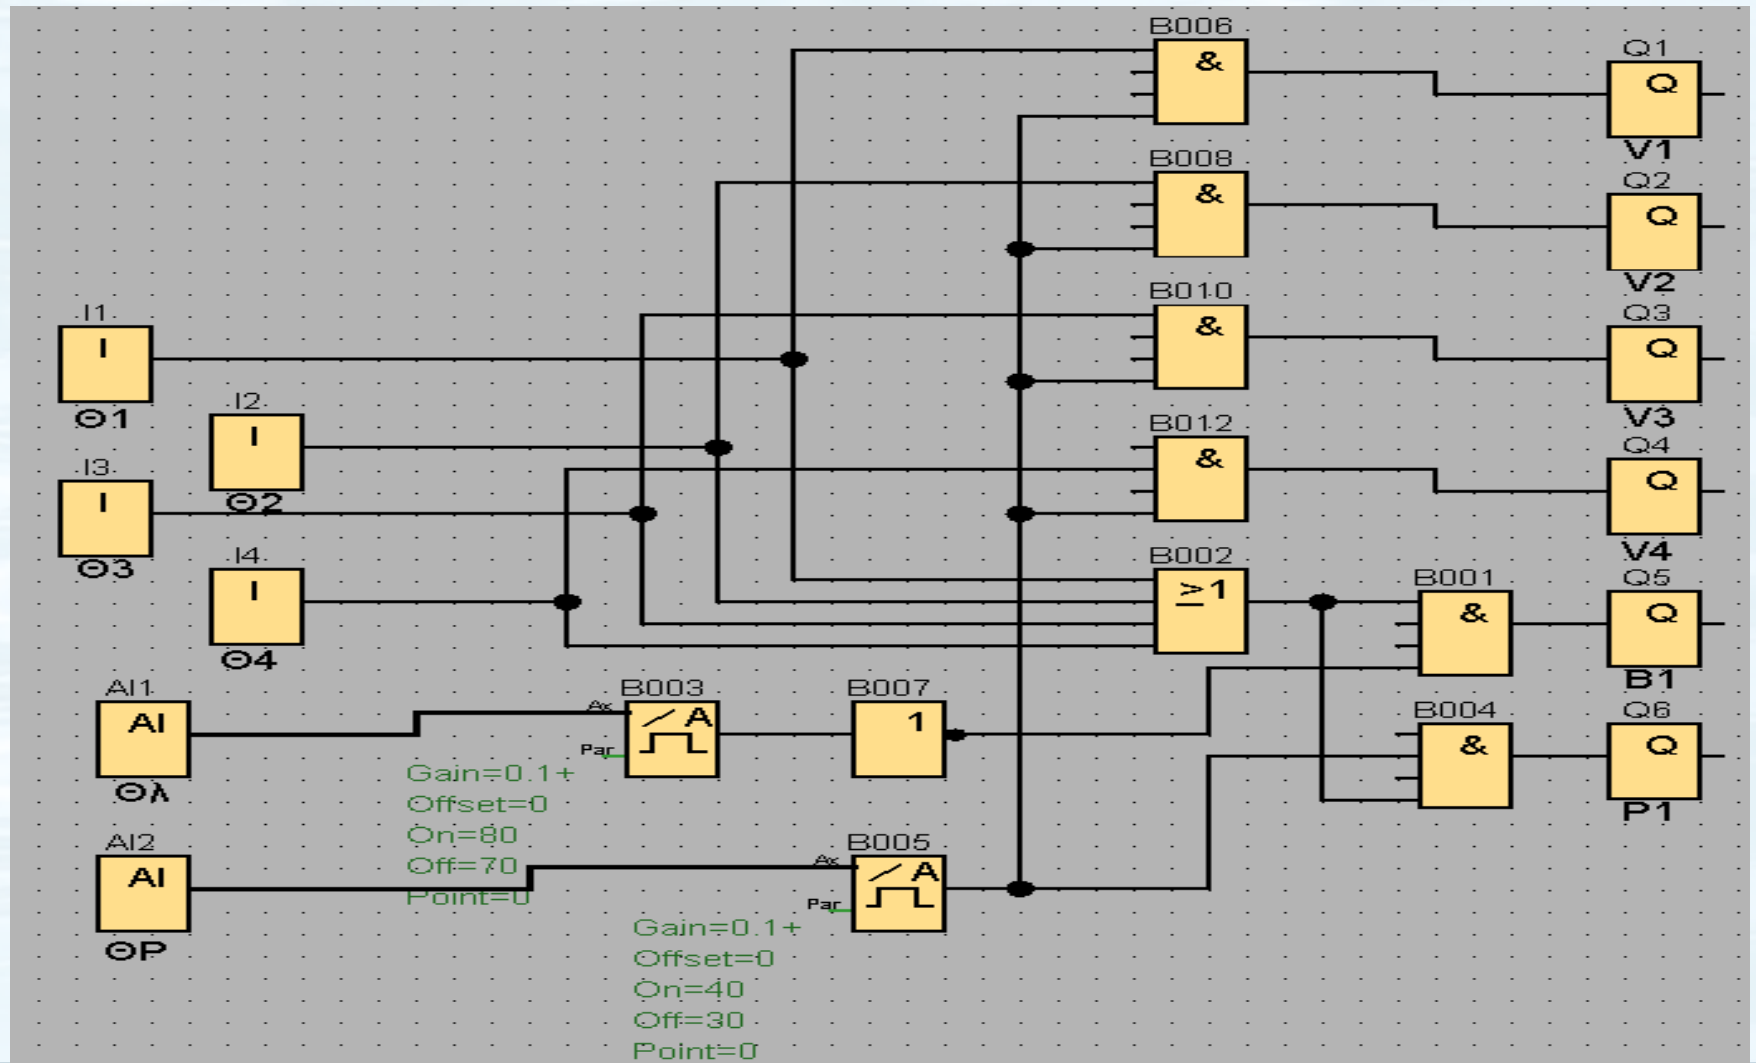 B006
&
Q1
Q
V1
B008
&
Q2
Q
V2
B010
&
Q3
Q
V3
B012
&
Q4
Q
V4
I1
I
Θ1
I2
I
Θ2
I3
I
Θ3
I4
I
Θ4
B002
≥1
B001
&
Q5
Q
B1
B004
&
Q6
Q
P1
AI1
AI
Θλ
B003
Ax
A
Par
B007
1
Gain=0.1+
Offset=0
On=80
Off=70
Point=0
AI2
AI
ΘP
B005
Ax
A
Par
Gain=0.1+
Offset=0
On=40
Off=30
Point=0